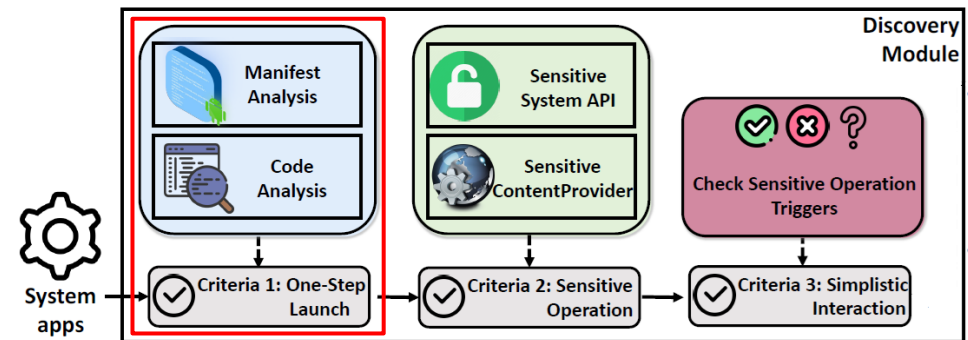 Discovery
Module
Manifest
Analysis
Code
Analysis
Sensitive
System API
Sensitive
ContentProvider
Check Sensitive Operation
Triggers
System
apps
Criteria 1: One-Step
Launch
Criteria 2: Sensitive
Operation
Criteria 3: Simplistic
Interaction